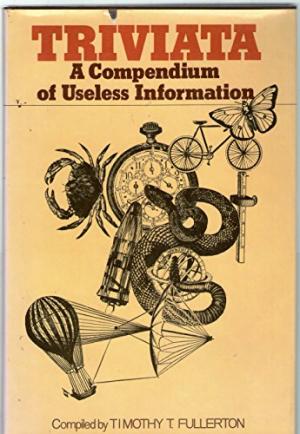 TRIVIATA
A Compendium
of Useless Information
Compiled by TIMOTHY T. FULLERTON